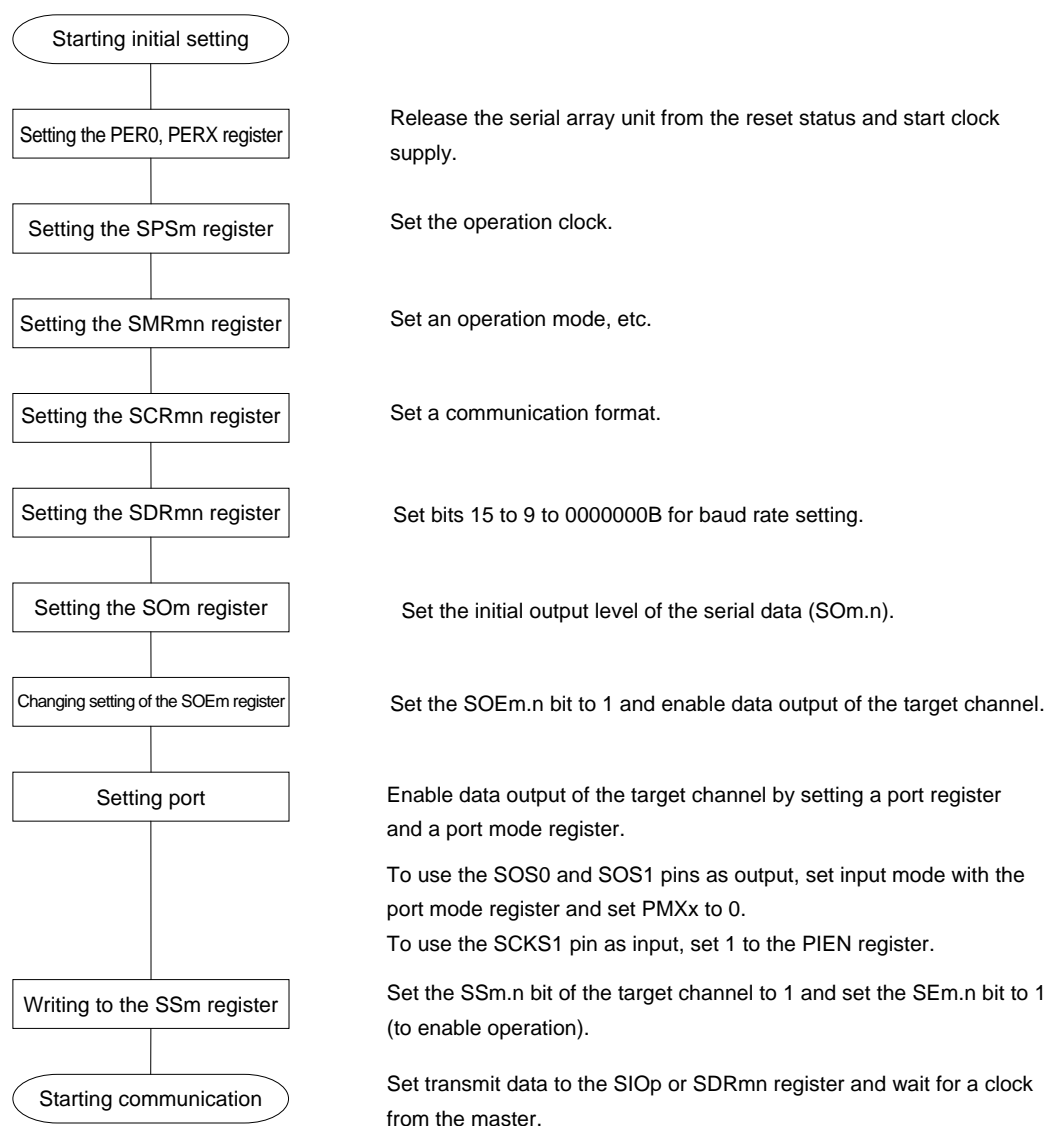 Starting initial setting
Setting the PER0, PERX register
Release the serial array unit from the reset status and start clock
supply.
Setting the SPSm register
Set the operation clock.
Setting the SMRmn register
Set an operation mode, etc.
Setting the SCRmn register
Set a communication format.
Setting the SDRmn register
Set bits 15 to 9 to 0000000B for baud rate setting.
Setting the SOm register
Set the initial output level of the serial data (SOm.n).
Changing setting of the SOEm register
Set the SOEm.n bit to 1 and enable data output of the target channel.
Setting port
Enable data output of the target channel by setting a port register
and a port mode register.
To use the SOS0 and SOS1 pins as output, set input mode with the
port mode register and set PMXx to 0.
To use the SCKS1 pin as input, set 1 to the PIEN register.
Writing to the SSm register
Set the SSm.n bit of the target channel to 1 and set the SEm.n bit to 1
(to enable operation).
Starting communication
Set transmit data to the SIOp or SDRmn register and wait for a clock
from the master.